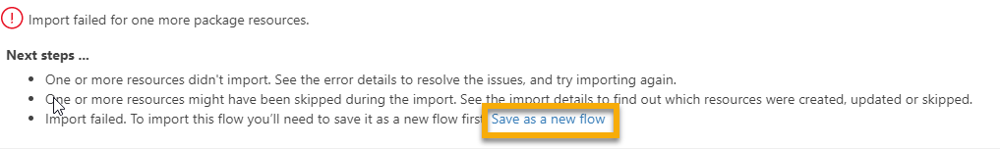 Import failed for one more package resources.
Next steps ...
One or more resources didn't import. See the error details to resolve the issues, and try importing again.
One or more resources might have been skipped during the import. See the import details to find out which resources were created, updated or skipped.
Import failed. To import this flow you'll need to save it as a new flow first Save as a new flow